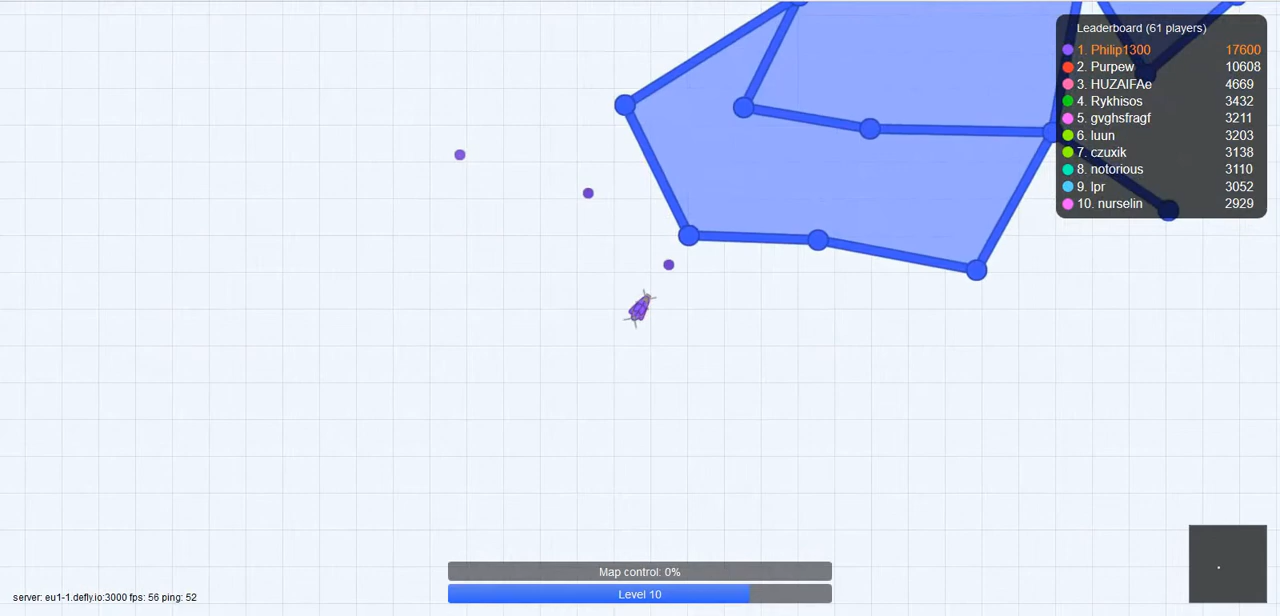 Leaderboard (61 players)
1. Philip1300 17600
2. Purpew 10608
3. HUZAIFAe 4669
4. Rykhisos 3432
5. gvghsfragf 3211
6. luun 3203
7. czuxik 3138
8. notorious 3110
9. lpr 3052
10. nurselin 2929
Map control: 0%
Level 10
server: eu1-1.defly.io:3000 fps: 56 ping: 52